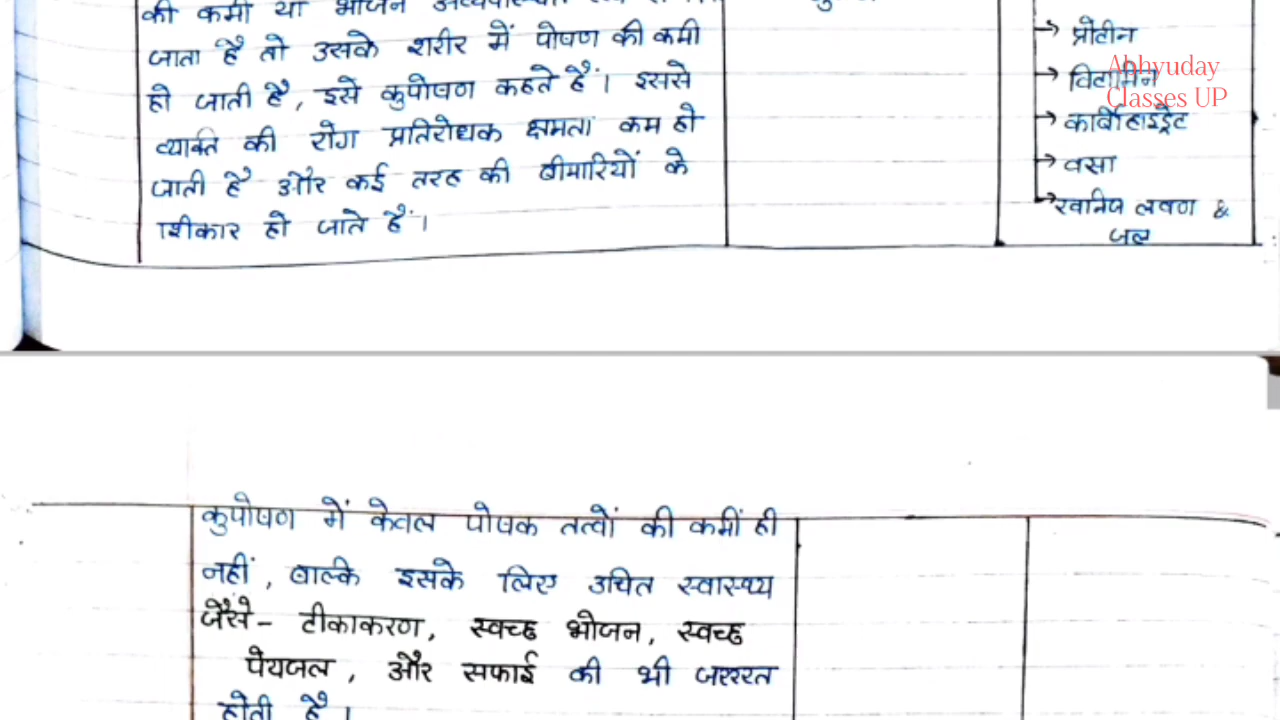 की कमी या भोजन
जाता है तो उसके शरीर में पोषण की कमी
हो जाती है, इसे कुपोषण कहते हैं। इससे
व्यक्ति की रोग प्रतिरोधक क्षमता कम हो
जाती है और कई तरह की बीमारियों के
शिकार हो जाते हैं।
→ प्रोटीन
→ विटामिन
→ कार्बोहाइड्रेट
→ वसा
→ खनिज लवण &
जल
Abhyuday
Classes UP
कुपोषण में केवल पोषक तत्वों की कमीं ही
नहीं, बल्कि इसके लिए उचित स्वास्थ्य
जैसे- टीकाकरण, स्वच्छ भोजन, स्वच्छ
पेयजल, और सफाई की भी जरूरत
होती है।